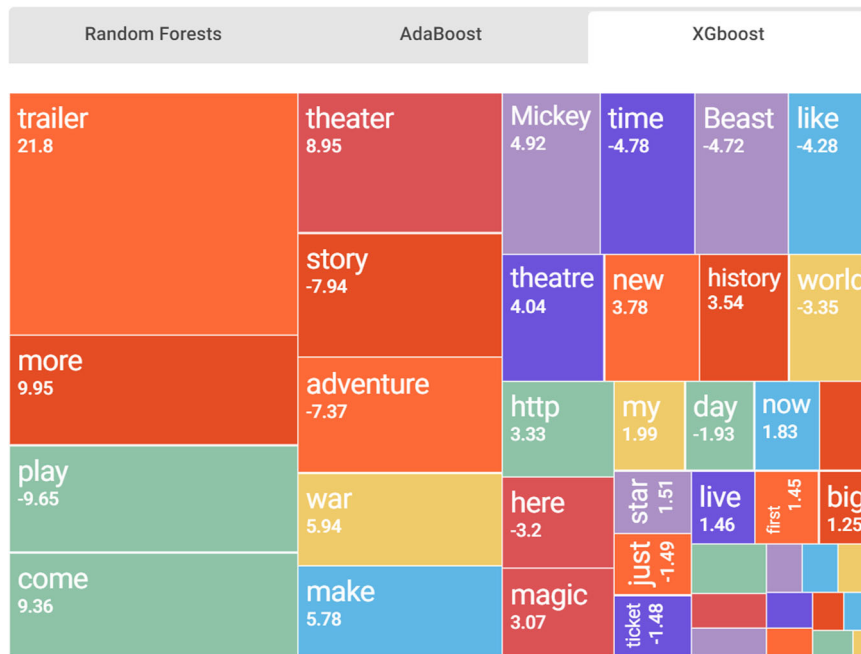 Random Forests
AdaBoost
XGboost
trailer
21.8
more
9.95
play
-9.65
come
9.36
theater
8.95
story
-7.94
adventure
-7.37
war
5.94
make
5.78
Mickey
4.92
time
-4.78
Beast
-4.72
like
-4.28
theatre
4.04
new
3.78
history
3.54
world
-3.35
http
3.33
my
1.99
day
-1.93
now
1.83
here
-3.2
star
1.51
live
1.46
first
1.45
big
1.25
just
-1.49
magic
3.07
ticket
-1.48